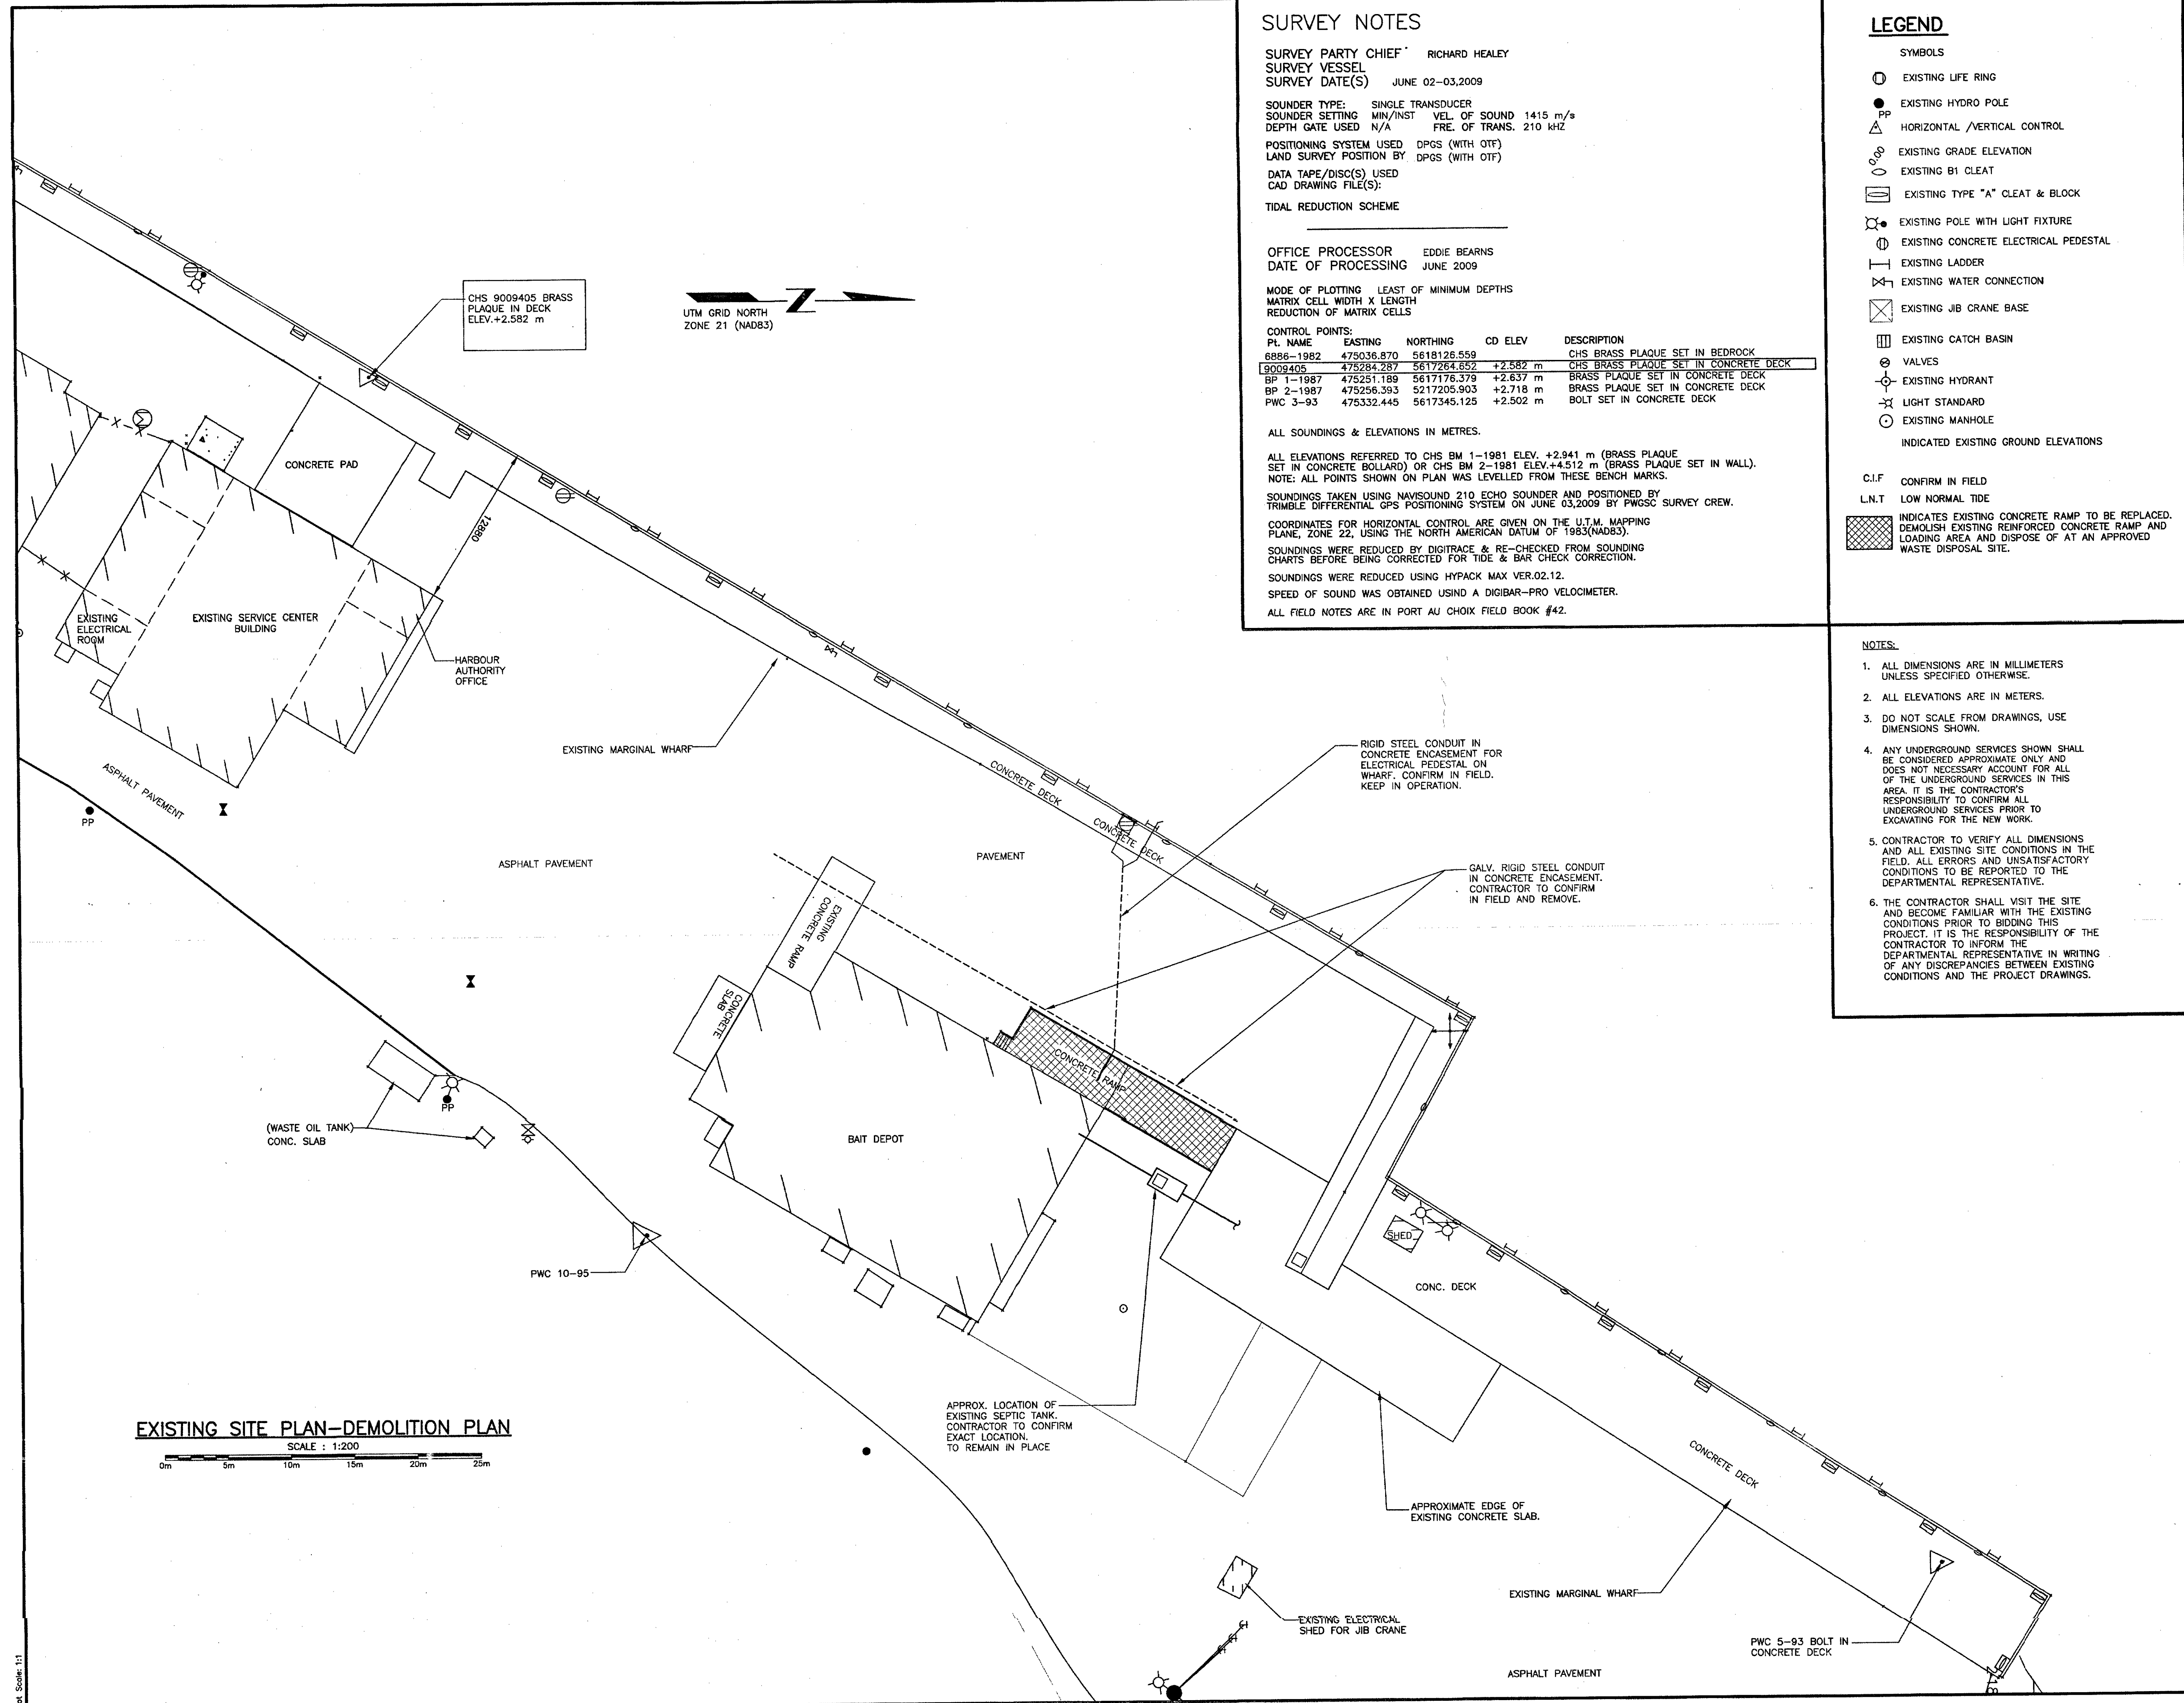 SURVEY NOTES
SURVEY PARTY CHIEF RICHARD HEALEY
SURVEY VESSEL
SURVEY DATE(S) JUNE 02-03,2009
SOUNDER TYPE: SINGLE TRANSDUCER
SOUNDER SETTING MIN/INST VEL. OF SOUND 1415 m/s
DEPTH GATE USED N/A FRE. OF TRANS. 210 kHZ
POSITIONING SYSTEM USED DPGS (WITH OTF)
LAND SURVEY POSITION BY DPGS (WITH OTF)
DATA TAPE/DISC(S) USED
CAD DRAWING FILE(S):
TIDAL REDUCTION SCHEME
OFFICE PROCESSOR EDDIE BEARNS
DATE OF PROCESSING JUNE 2009
MODE OF PLOTTING LEAST OF MINIMUM DEPTHS
MATRIX CELL WIDTH X LENGTH
REDUCTION OF MATRIX CELLS
CONTROL POINTS:
Pt. NAME EASTING NORTHING CD ELEV DESCRIPTION
6886-1982 475036.870 5618126.559 CHS BRASS PLAQUE SET IN BEDROCK
9009405 475284.287 5617264.652 +2.582 m CHS BRASS PLAQUE SET IN CONCRETE DECK
BP 1-1987 475251.189 5617176.379 +2.637 m BRASS PLAQUE SET IN CONCRETE DECK
BP 2-1987 475256.393 5217205.903 +2.718 m BRASS PLAQUE SET IN CONCRETE DECK
PWC 3-93 475332.445 5617345.125 +2.502 m BOLT SET IN CONCRETE DECK
ALL SOUNDINGS & ELEVATIONS IN METRES.
ALL ELEVATIONS REFERRED TO CHS BM 1-1981 ELEV. +2.941 m (BRASS PLAQUE
SET IN CONCRETE BOLLARD) OR CHS BM 2-1981 ELEV.+4.512 m (BRASS PLAQUE SET IN WALL).
NOTE: ALL POINTS SHOWN ON PLAN WAS LEVELLED FROM THESE BENCH MARKS.
SOUNDINGS TAKEN USING NAVISOUND 210 ECHO SOUNDER AND POSITIONED BY
TRIMBLE DIFFERENTIAL GPS POSITIONING SYSTEM ON JUNE 03,2009 BY PWGSC SURVEY CREW.
COORDINATES FOR HORIZONTAL CONTROL ARE GIVEN ON THE U.T.M. MAPPING
PLANE, ZONE 22, USING THE NORTH AMERICAN DATUM OF 1983(NAD83).
SOUNDINGS WERE REDUCED BY DIGITRACE & RE-CHECKED FROM SOUNDING
CHARTS BEFORE BEING CORRECTED FOR TIDE & BAR CHECK CORRECTION.
SOUNDINGS WERE REDUCED USING HYPACK MAX VER.02.12.
SPEED OF SOUND WAS OBTAINED USIND A DIGIBAR-PRO VELOCIMETER.
ALL FIELD NOTES ARE IN PORT AU CHOIX FIELD BOOK #42.
LEGEND
SYMBOLS
EXISTING LIFE RING
EXISTING HYDRO POLE
PP
HORIZONTAL /VERTICAL CONTROL
0.00 EXISTING GRADE ELEVATION
EXISTING B1 CLEAT
EXISTING TYPE "A" CLEAT & BLOCK
EXISTING POLE WITH LIGHT FIXTURE
EXISTING CONCRETE ELECTRICAL PEDESTAL
EXISTING LADDER
EXISTING WATER CONNECTION
EXISTING JIB CRANE BASE
EXISTING CATCH BASIN
VALVES
EXISTING HYDRANT
LIGHT STANDARD
EXISTING MANHOLE
INDICATED EXISTING GROUND ELEVATIONS
C.I.F CONFIRM IN FIELD
L.N.T LOW NORMAL TIDE
INDICATES EXISTING CONCRETE RAMP TO BE REPLACED.
DEMOLISH EXISTING REINFORCED CONCRETE RAMP AND
LOADING AREA AND DISPOSE OF AT AN APPROVED
WASTE DISPOSAL SITE.
NOTES:
1. ALL DIMENSIONS ARE IN MILLIMETERS
UNLESS SPECIFIED OTHERWISE.
2. ALL ELEVATIONS ARE IN METERS.
3. DO NOT SCALE FROM DRAWINGS, USE
DIMENSIONS SHOWN.
4. ANY UNDERGROUND SERVICES SHOWN SHALL
BE CONSIDERED APPROXIMATE ONLY AND
DOES NOT NECESSARY ACCOUNT FOR ALL
OF THE UNDERGROUND SERVICES IN THIS
AREA. IT IS THE CONTRACTOR'S
RESPONSIBILITY TO CONFIRM ALL
UNDERGROUND SERVICES PRIOR TO
EXCAVATING FOR THE NEW WORK.
5. CONTRACTOR TO VERIFY ALL DIMENSIONS
AND ALL EXISTING SITE CONDITIONS IN THE
FIELD. ALL ERRORS AND UNSATISFACTORY
CONDITIONS TO BE REPORTED TO THE
DEPARTMENTAL REPRESENTATIVE.
6. THE CONTRACTOR SHALL VISIT THE SITE
AND BECOME FAMILIAR WITH THE EXISTING
CONDITIONS PRIOR TO BIDDING THIS
PROJECT. IT IS THE RESPONSIBILITY OF THE
CONTRACTOR TO INFORM THE
DEPARTMENTAL REPRESENTATIVE IN WRITING
OF ANY DISCREPANCIES BETWEEN EXISTING
CONDITIONS AND THE PROJECT DRAWINGS.
CHS 9009405 BRASS
PLAQUE IN DECK
ELEV.+2.582 m
UTM GRID NORTH
ZONE 21 (NAD83)
Z
CONCRETE PAD
12880
EXISTING
ELECTRICAL
ROOM
EXISTING SERVICE CENTER
BUILDING
HARBOUR
AUTHORITY
OFFICE
EXISTING MARGINAL WHARF
ASPHALT PAVEMENT
PP
ASPHALT PAVEMENT
PAVEMENT
CONCRETE DECK
CONCRETE DECK
RIGID STEEL CONDUIT IN
CONCRETE ENCASEMENT FOR
ELECTRICAL PEDESTAL ON
WHARF. CONFIRM IN FIELD.
KEEP IN OPERATION.
GALV. RIGID STEEL CONDUIT
IN CONCRETE ENCASEMENT.
CONTRACTOR TO CONFIRM
IN FIELD AND REMOVE.
EXISTING
CONCRETE RAMP
CONCRETE
SLAB
CONCRETE RAMP
PP
(WASTE OIL TANK)
CONC. SLAB
BAIT DEPOT
SHED
CONC. DECK
PWC 10-95
APPROX. LOCATION OF
EXISTING SEPTIC TANK.
CONTRACTOR TO CONFIRM
EXACT LOCATION.
TO REMAIN IN PLACE
EXISTING SITE PLAN-DEMOLITION PLAN
SCALE : 1:200
0m 5m 10m 15m 20m 25m
CONCRETE DECK
APPROXIMATE EDGE OF
EXISTING CONCRETE SLAB.
EXISTING MARGINAL WHARF
EXISTING ELECTRICAL
SHED FOR JIB CRANE
PWC 5-93 BOLT IN
CONCRETE DECK
ASPHALT PAVEMENT
Scale: 1:1